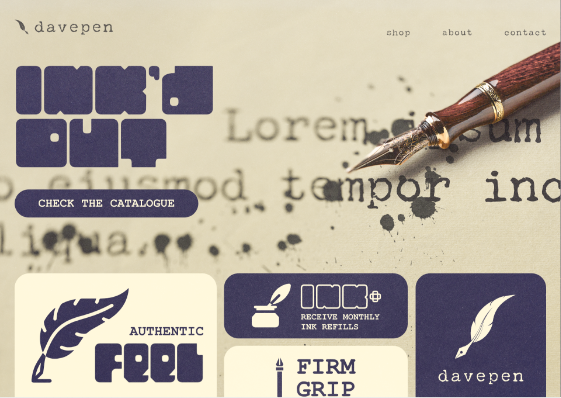 davepen
shop about contact
INK'd
OUT
Lorem ipsum
eiusmod tempor inc
liqua.
CHECK THE CATALOGUE
AUTHENTIC
FEEL
INK+
RECEIVE MONTHLY
INK REFILLS
FIRM
GRIP
davepen